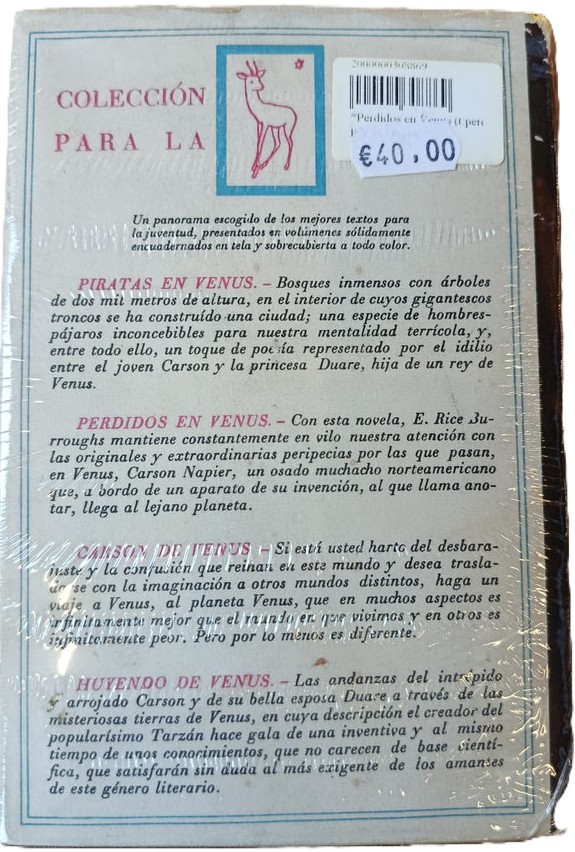 COLECCIÓN
PARA LA
"Perdidos en Venus
€40,00
Un panorama escogido de los mejores textos para
la juventud, presentados en volúmenes sólidamente
encuadernados en tela y sobrecubierta a todo color.
PIRATAS EN VENUS. – Bosques inmensos con árboles
de dos mil metros de altura, en el interior de cuyos gigantescos
troncos se ha construído una ciudad; una especie de hombres-
pájaros inconcebibles para nuestra mentalidad terrícola, y,
entre todo ello, un toque de poesía representado por el idilio
entre el joven Carson y la princesa Duare, hija de un rey de
Venus.
PERDIDOS EN VENUS. – Con esta novela, E. Rice Bu-
rroughs mantiene constantemente en vilo nuestra atención con
las originales y extraordinarias peripecias por las que pasan,
en Venus, Carson Napier, un osado muchacho norteamericano
que, a bordo de un aparato de su invención, al que llama ano-
tar, llega al lejano planeta.
CARSON DE VENUS – Si está usted harto del desbara-
juste y la confusión que reinan en este mundo y desea trasla-
darse con la imaginación a otros mundos distintos, haga un
viaje a Venus, al planeta Venus, que en muchos aspectos es
infinitamente mejor que el mundo en que vivimos y en otros es
infinitamente peor. Pero por lo menos es diferente.
HUYENDO DE VENUS. – Las andanzas del intrépido
y arrojado Carson y de su bella esposa Duare a través de las
misteriosas tierras de Venus, en cuya descripción el creador del
popularísimo Tarzán hace gala de una inventiva y al mismo
tiempo de unos conocimientos, que no carecen de base cientí-
fica, que satisfarán sin duda al más exigente de los amantes
de este género literario.